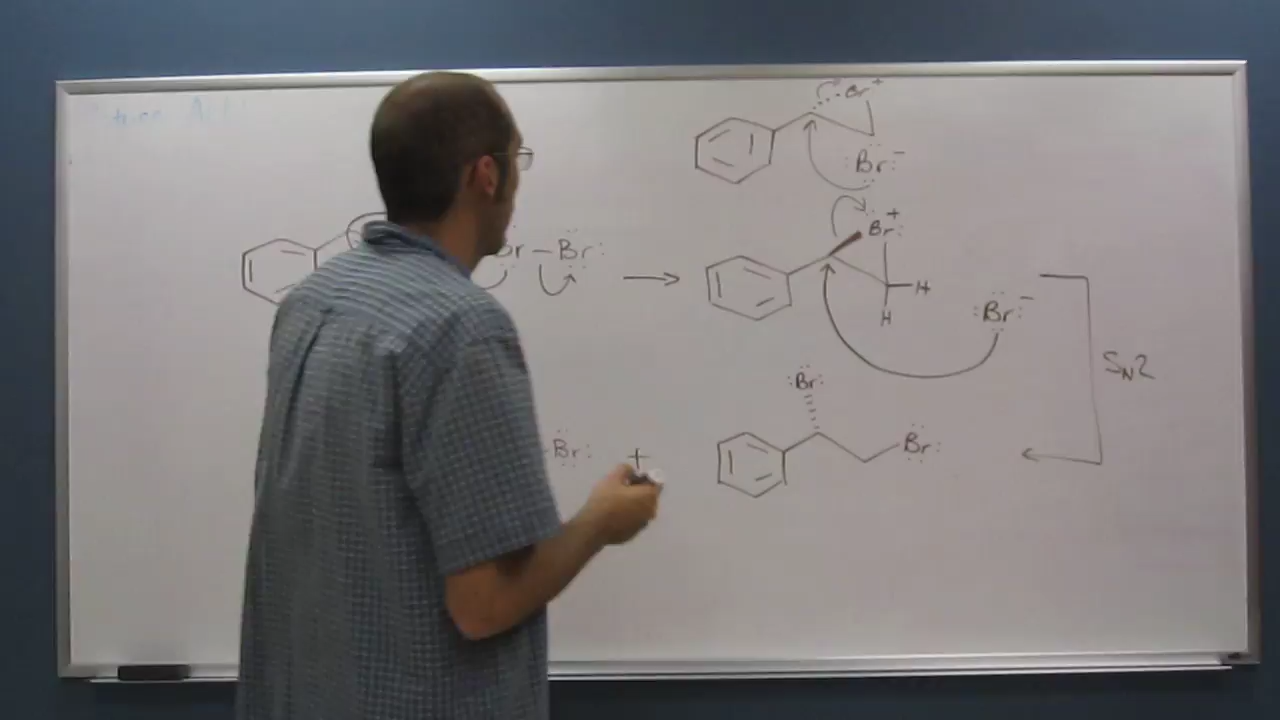 Br+
:Br:−
Br – Br:
Br+:
H
H
:Br:−
SN2
:Br:
Br:
Br: +